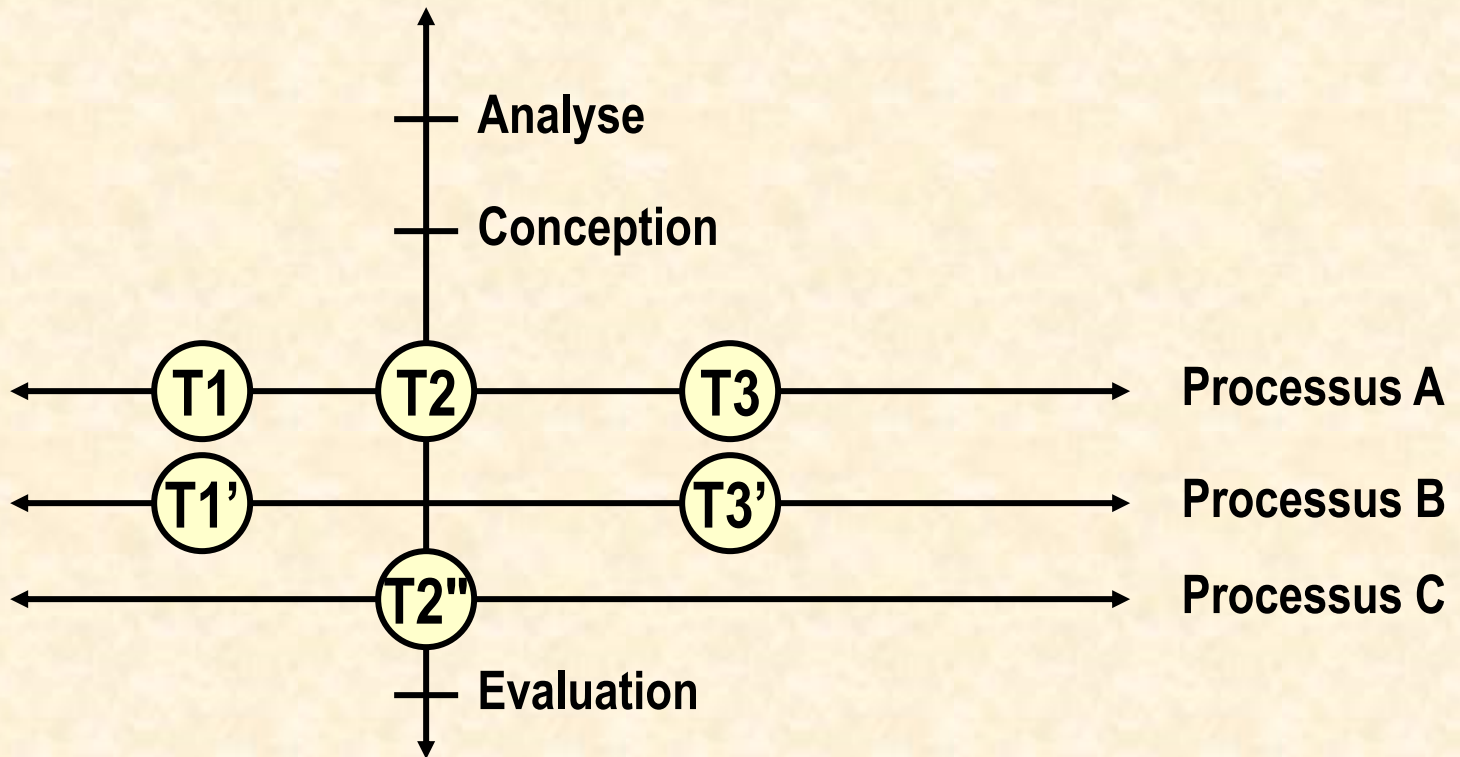 Analyse
Conception
T1 T2 T3 Processus A
T1’ T3’ Processus B
T2" Processus C
Evaluation